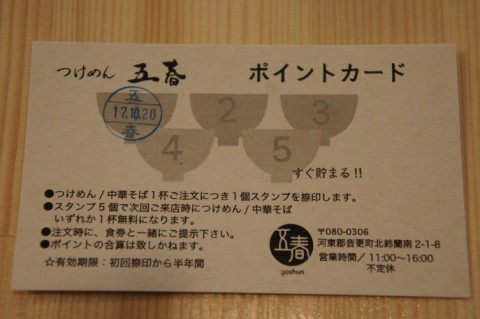 つけめん 五春 ポイントカード
五
17.10.20
春
2 3
4 5
すぐ貯まる!!
●つけめん/中華そば1杯ご注文につき1個スタンプを捺印します。
●スタンプ5個で次回ご来店時につけめん/中華そば
いずれか1杯無料になります。
●注文時に、食券と一緒にご提示下さい。
●ポイントの合算は致しかねます。
☆有効期限:初回捺印から半年間
五春
goshun
〒080-0306
河東郡音更町北鈴蘭南2-1-8
営業時間/11:00~16:00
不定休